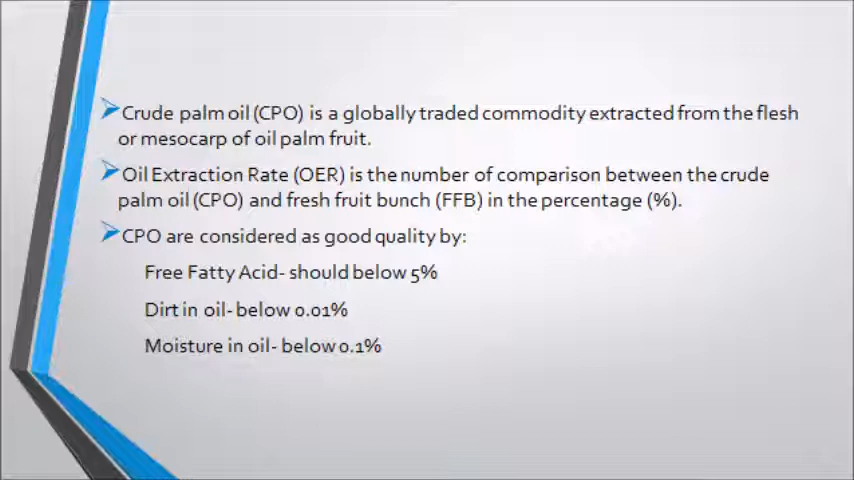 Crude palm oil (CPO) is a globally traded commodity extracted from the flesh
or mesocarp of oil palm fruit.
Oil Extraction Rate (OER) is the number of comparison between the crude
palm oil (CPO) and fresh fruit bunch (FFB) in the percentage (%).
CPO are considered as good quality by:
Free Fatty Acid- should below 5%
Dirt in oil- below 0.01%
Moisture in oil- below 0.1%